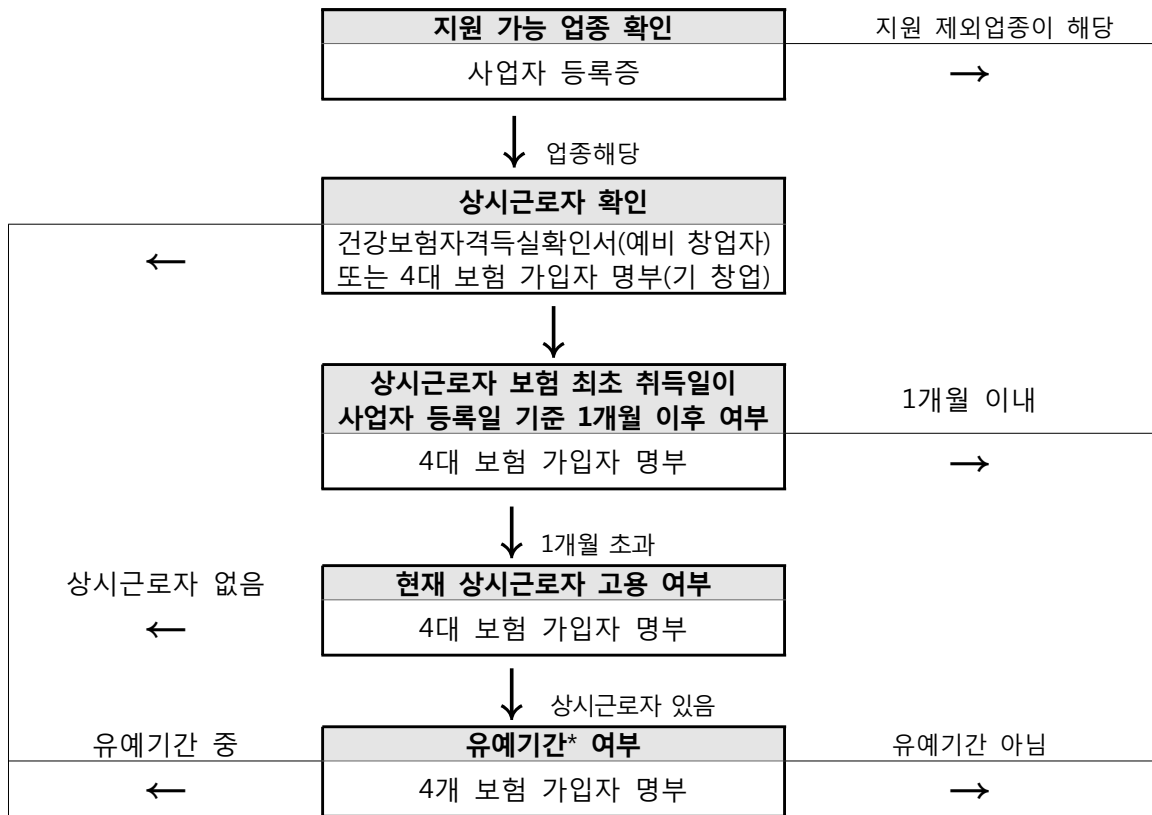 지원 가능 업종 확인
지원 제외업종이 해당
사업자 등록증
→
↓ 업종해당
상시근로자 확인
건강보험자격득실확인서(예비 창업자)
←
또는 4대 보험 가입자 명부(기 창업)
↓
상시근로자 보험 최초 취득일이
사업자 등록일 기준 1개월 이후 여부
1개월 이내
4대 보험 가입자 명부
→
↓ 1개월 초과
상시근로자 없음
현재 상시근로자 고용 여부
←
4대 보험 가입자 명부
↓ 상시근로자 있음
유예기간 중
유예기간* 여부
유예기간 아님
←
4개 보험 가입자 명부
→